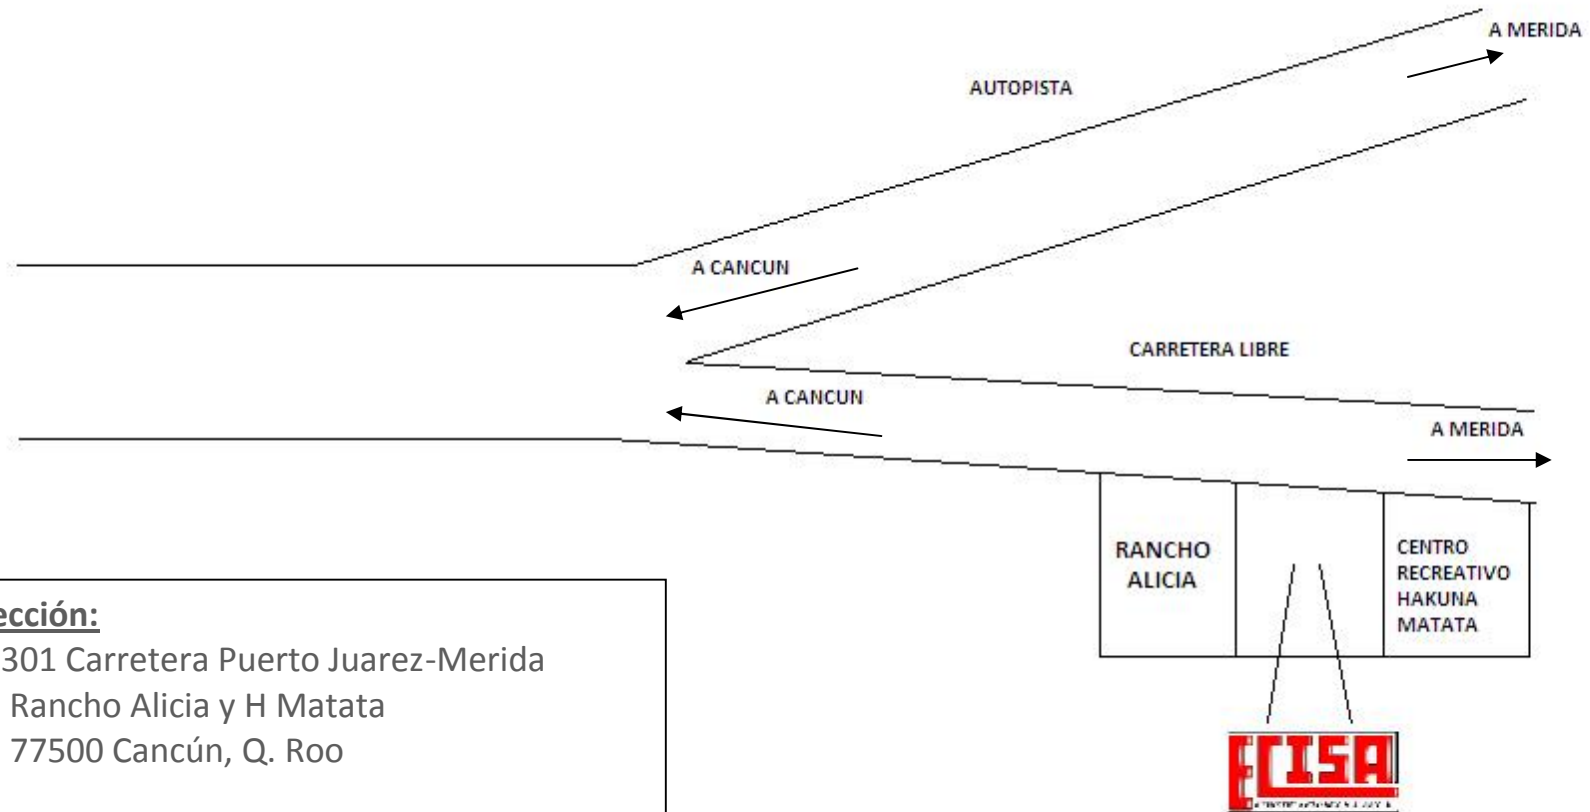 A MERIDA
AUTOPISTA
A CANCUN
CARRETERA LIBRE
A CANCUN
A MERIDA
RANCHO
ALICIA
CENTRO
RECREATIVO
HAKUNA
MATATA
ección:
301 Carretera Puerto Juarez-Merida
Rancho Alicia y H Matata
77500 Cancún, Q. Roo
ECISA